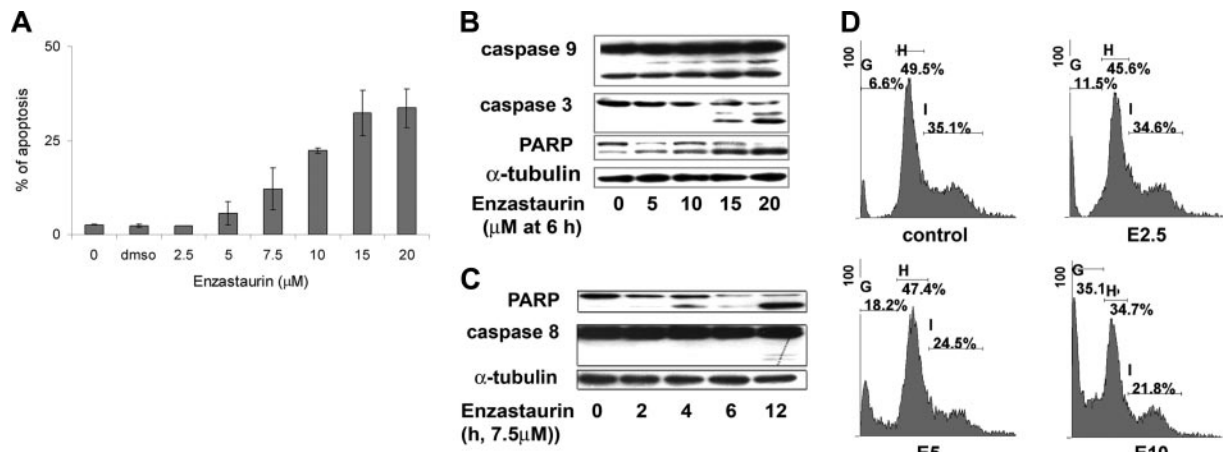 A
50
25
0
% of apoptosis
0 dmso 2.5 5 7.5 10 15 20
Enzastaurin (μM)
B
caspase 9
caspase 3
PARP
α-tubulin
Enzastaurin 0 5 10 15 20
(μM at 6 h)
C
PARP
caspase 8
α-tubulin
Enzastaurin 0 2 4 6 12
(h, 7.5μM))
D
100
G
6.6%
H
49.5%
I
35.1%
control
100
G
11.5%
H
45.6%
I
34.6%
E2.5
100
G
18.2%
H
47.4%
I
24.5%
E5
100
G
35.1
H
34.7%
I
21.8%
E10